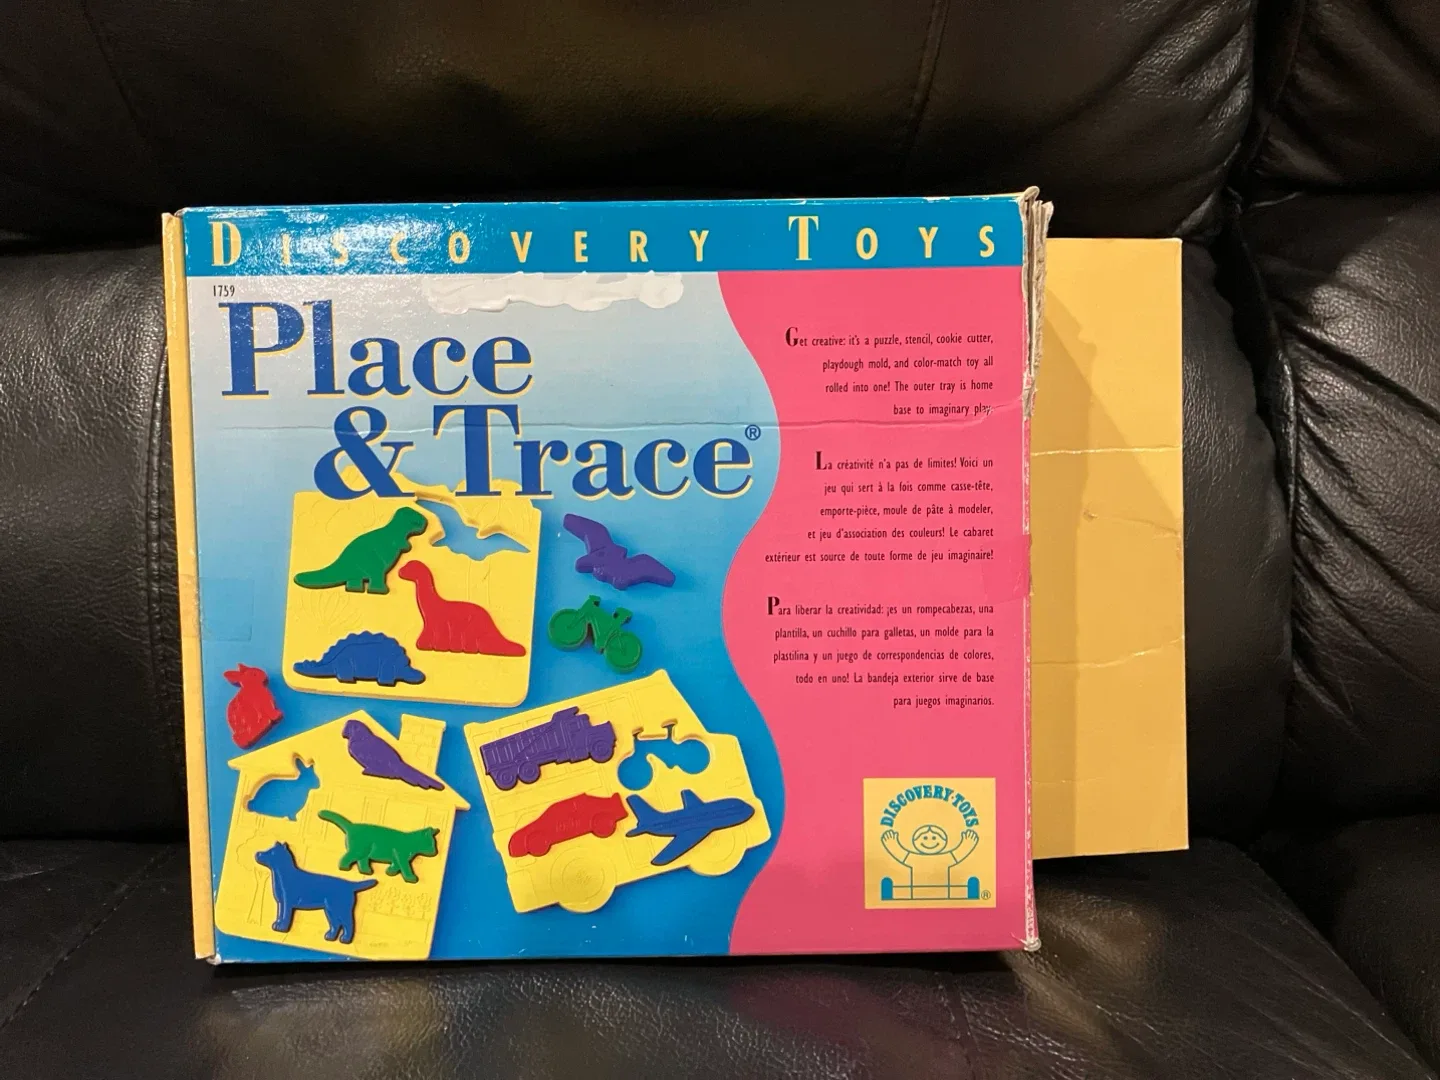 DISCOVERY TOYS
1759
Place
& Trace®
Get creative: it's a puzzle, stencil, cookie cutter,
playdough mold, and color-match toy all
rolled into one! The outer tray is home
base to imaginary play.
La créativité n'a pas de limites! Voici un
jeu qui sert à la fois comme casse-tête,
emporte-pièce, moule de pâte à modeler,
et jeu d'association des couleurs! Le cabaret
extérieur est source de toute forme de jeu imaginaire!
Para liberar la creatividad: ¡es un rompecabezas, una
plantilla, un cuchillo para galletas, un molde para la
plastilina y un juego de correspondencias de colores,
todo en uno! La bandeja exterior sirve de base
para juegos imaginarios.
DISCOVERY·TOYS
®